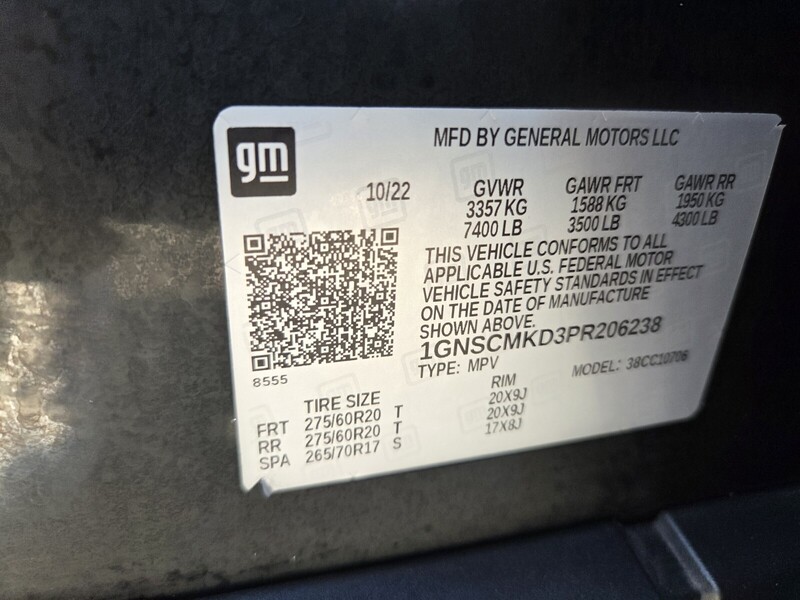 gm
MFD BY GENERAL MOTORS LLC
10/22
GVWR GAWR FRT GAWR RR
3357 KG 1588 KG 1950 KG
7400 LB 3500 LB 4300 LB
THIS VEHICLE CONFORMS TO ALL
APPLICABLE U.S. FEDERAL MOTOR
VEHICLE SAFETY STANDARDS IN EFFECT
ON THE DATE OF MANUFACTURE
SHOWN ABOVE.
1GNSCMKD3PR206238
TYPE: MPV MODEL: 38CC10706
8555
TIRE SIZE RIM
FRT 275/60R20 T 20X9J
RR 275/60R20 T 20X9J
SPA 265/70R17 S 17X8J